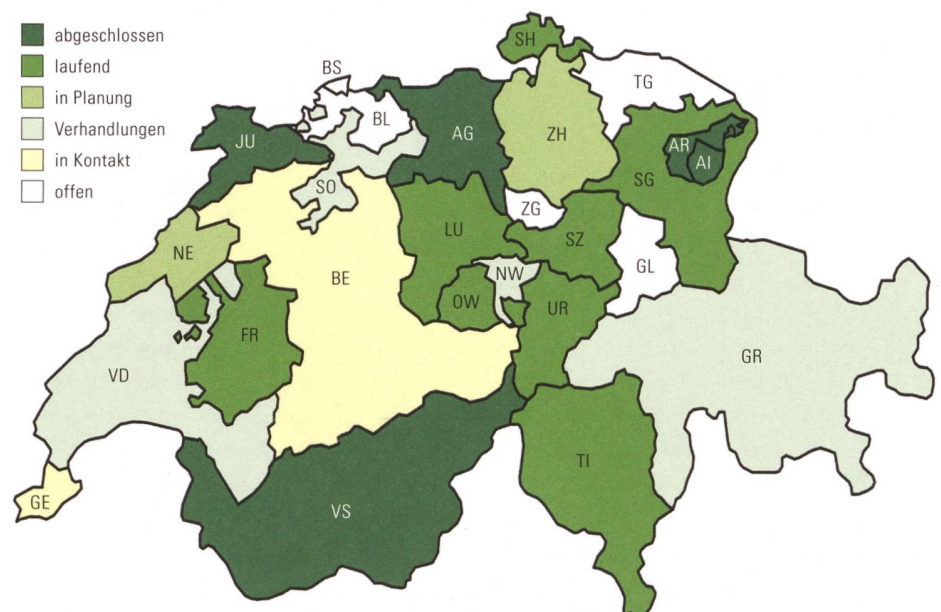 abgeschlossen
laufend
in Planung
Verhandlungen
in Kontakt
offen
SH
BS
TG
BL
JU
AG
ZH
AR
AI
SO
SG
ZG
LU
SZ
NE
NW
GL
BE
OW
UR
FR
GR
VD
TI
GE
VS